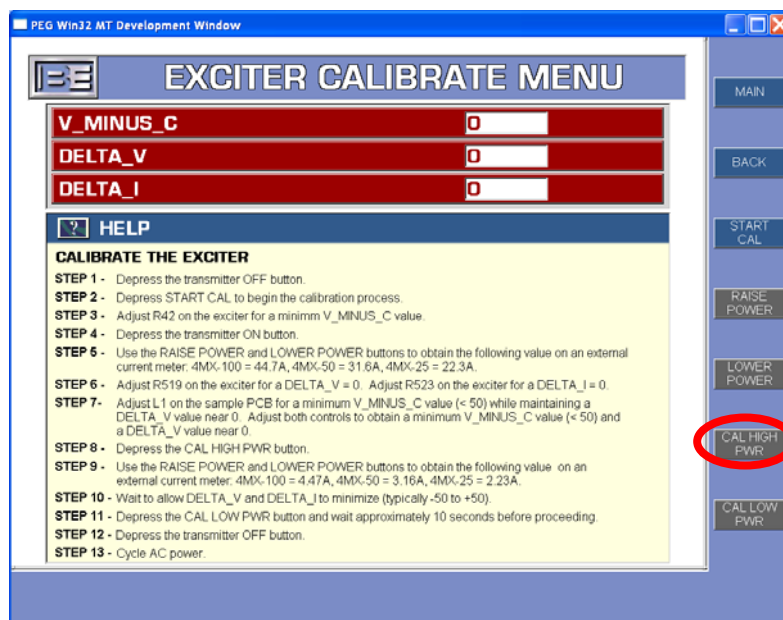 PEG Win32 MT Development Window
BE EXCITER CALIBRATE MENU
V_MINUS_C 0
DELTA_V 0
DELTA_I 0
? HELP
CALIBRATE THE EXCITER
STEP 1 - Depress the transmitter OFF button.
STEP 2 - Depress START CAL to begin the calibration process.
STEP 3 - Adjust R42 on the exciter for a minimm V_MINUS_C value.
STEP 4 - Depress the transmitter ON button.
STEP 5 - Use the RAISE POWER and LOWER POWER buttons to obtain the following value on an external
current meter: 4MX-100 = 44.7A, 4MX-50 = 31.6A, 4MX-25 = 22.3A.
STEP 6 - Adjust R519 on the exciter for a DELTA_V = 0. Adjust R523 on the exciter for a DELTA_I = 0.
STEP 7- Adjust L1 on the sample PCB for a minimum V_MINUS_C value (< 50) while maintaining a
DELTA_V value near 0. Adjust both controls to obtain a minimum V_MINUS_C value (< 50) and
a DELTA_V value near 0.
STEP 8 - Depress the CAL HIGH PWR button.
STEP 9 - Use the RAISE POWER and LOWER POWER buttons to obtain the following value on an
external current meter: 4MX-100 = 4.47A, 4MX-50 = 3.16A, 4MX-25 = 2.23A.
STEP 10 - Wait to allow DELTA_V and DELTA_I to minimize (typically -50 to +50).
STEP 11 - Depress the CAL LOW PWR button and wait approximately 10 seconds before proceeding.
STEP 12 - Depress the transmitter OFF button.
STEP 13 - Cycle AC power.
MAIN
BACK
START
CAL
RAISE
POWER
LOWER
POWER
CAL HIGH
PWR
CAL LOW
PWR